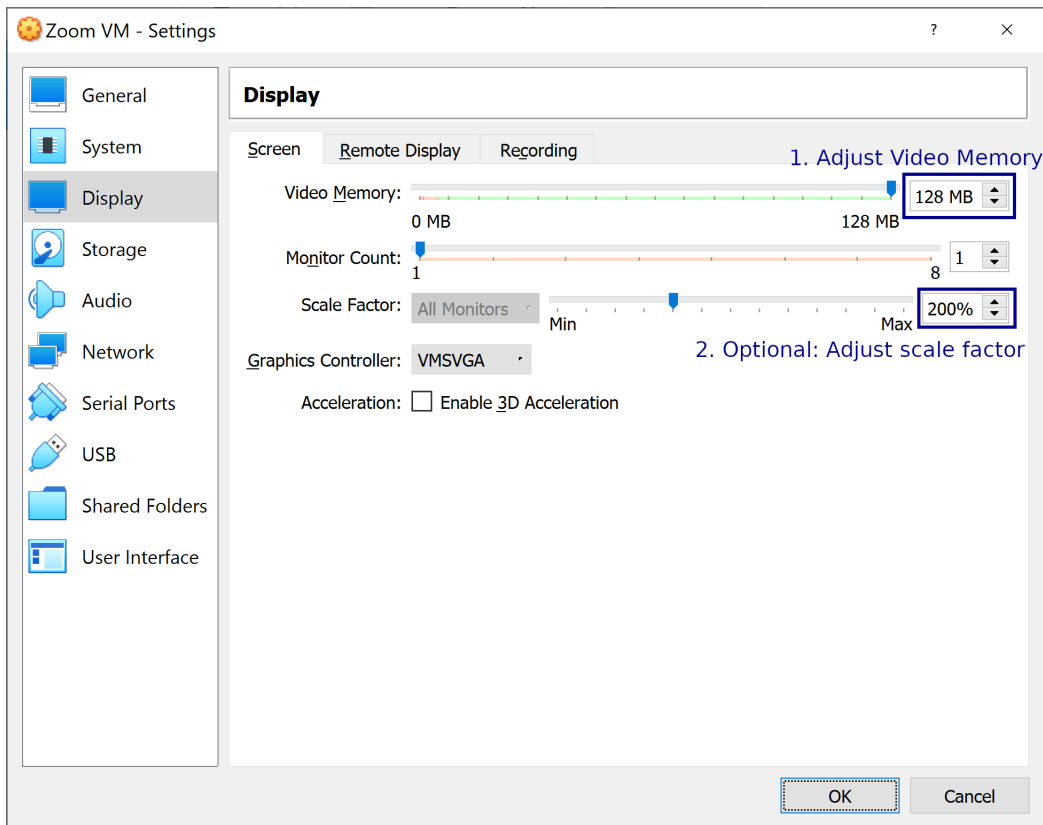 Zoom VM - Settings
?
General
System
Display
Storage
Audio
Network
Serial Ports
USB
Shared Folders
User Interface
Display
Screen
Remote Display
Recording
1. Adjust Video Memory
Video Memory:
128 MB
0 MB
128 MB
Monitor Count:
1
1
8
Scale Factor:
All Monitors
200%
Min
Max
2. Optional: Adjust scale factor
Graphics Controller:
VMSVGA
Acceleration:
Enable 3D Acceleration
OK
Cancel